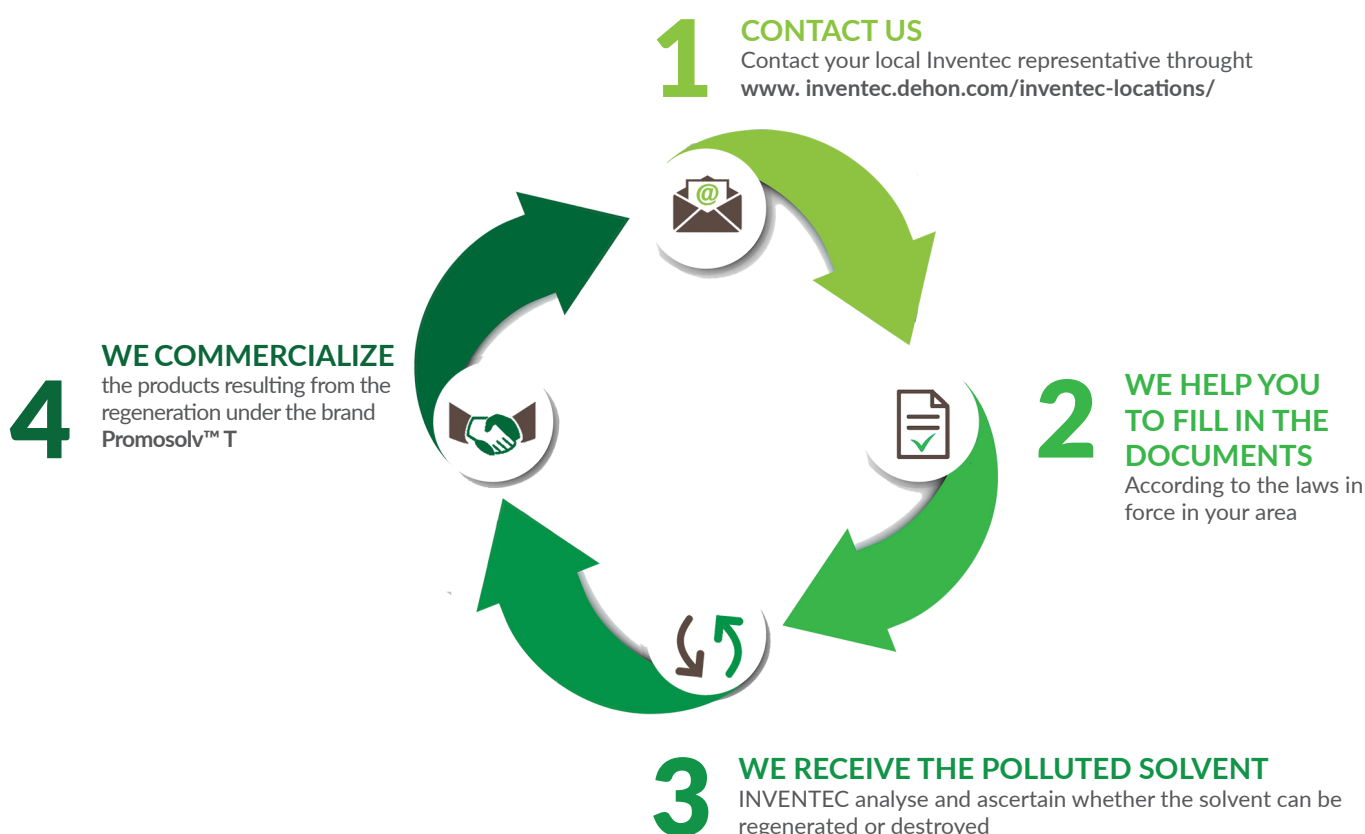 1
CONTACT US
Contact your local Inventec representative throught
www. inventec.dehon.com/inventec-locations/
@
2
WE HELP YOU
TO FILL IN THE
DOCUMENTS
According to the laws in
force in your area
3
WE RECEIVE THE POLLUTED SOLVENT
INVENTEC analyse and ascertain whether the solvent can be
regenerated or destroyed
4
WE COMMERCIALIZE
the products resulting from the
regeneration under the brand
Promosolv™ T